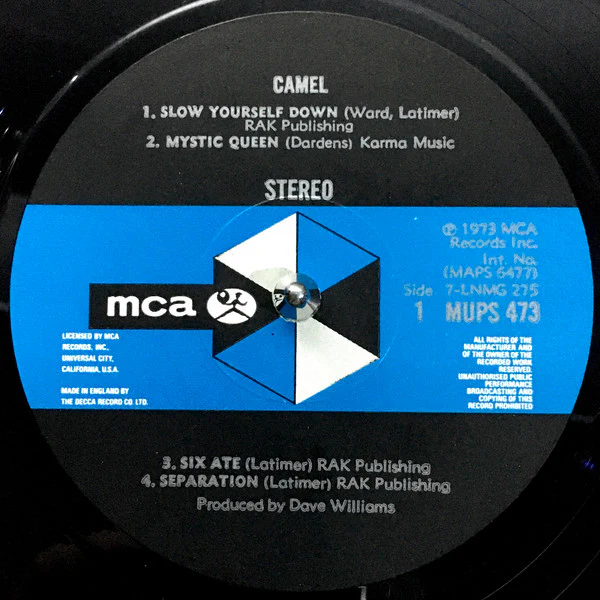 CAMEL
1. SLOW YOURSELF DOWN (Ward, Latimer)
RAK Publishing
2. MYSTIC QUEEN (Dardens) Karma Music
STEREO
℗ 1973 MCA
Records Inc.
Int. No.
(MAPS 6477)
Side 7-LNMG 275
1 MUPS 473
mca
LICENSED BY MCA
RECORDS, INC.,
UNIVERSAL CITY,
CALIFORNIA, U.S.A.
MADE IN ENGLAND BY
THE DECCA RECORD CO LTD.
ALL RIGHTS OF THE
MANUFACTURER AND
OF THE OWNER OF THE
RECORDED WORK
RESERVED.
UNAUTHORISED PUBLIC
PERFORMANCE
BROADCASTING AND
COPYING OF THIS
RECORD PROHIBITED
3. SIX ATE (Latimer) RAK Publishing
4. SEPARATION (Latimer) RAK Publishing
Produced by Dave Williams